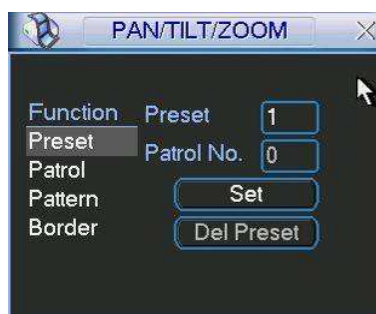 PAN/TILT/ZOOM
Function Preset 1
Preset
Patrol No. 0
Patrol
Pattern Set
Border Del Preset